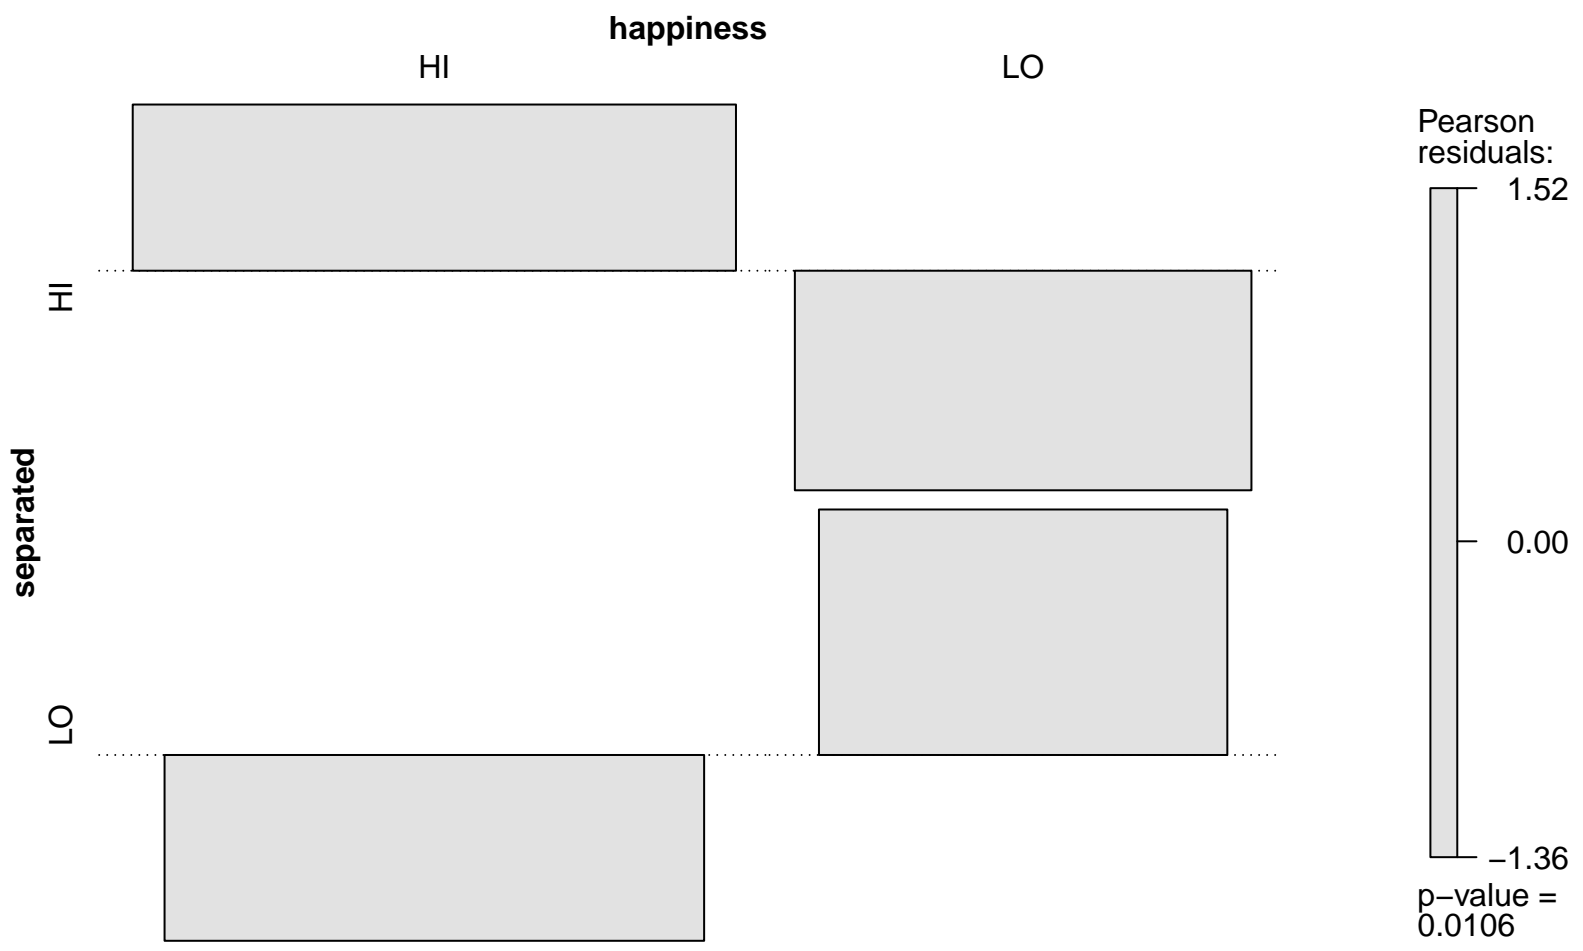 happiness
HI
LO
HI
separated
LO
Pearson
residuals:
1.52
0.00
−1.36
p−value =
0.0106